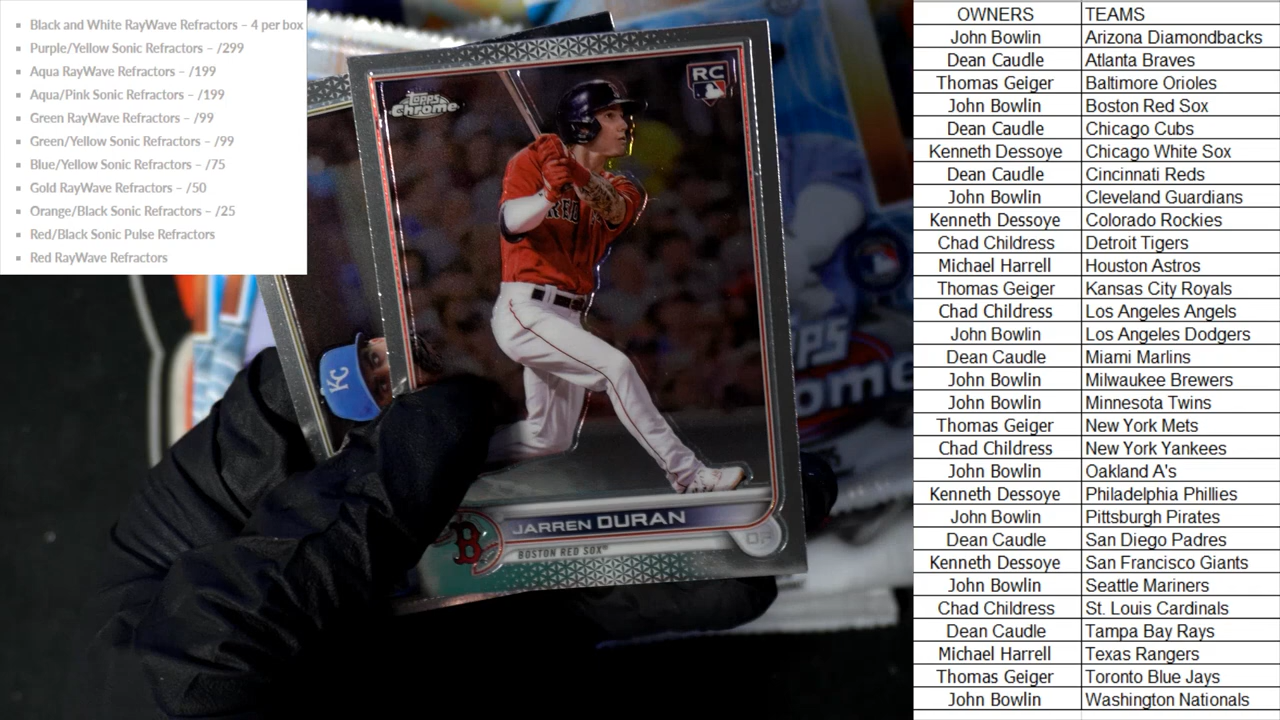 Black and White RayWave Refractors – 4 per box
Purple/Yellow Sonic Refractors – /299
Aqua RayWave Refractors – /199
Aqua/Pink Sonic Refractors – /199
Green RayWave Refractors – /99
Green/Yellow Sonic Refractors – /99
Blue/Yellow Sonic Refractors – /75
Gold RayWave Refractors – /50
Orange/Black Sonic Refractors – /25
Red/Black Sonic Pulse Refractors
Red RayWave Refractors
Topps
Chrome
RC
RED
KC
B
JARREN DURAN
BOSTON RED SOX
OF
OWNERS TEAMS
John Bowlin Arizona Diamondbacks
Dean Caudle Atlanta Braves
Thomas Geiger Baltimore Orioles
John Bowlin Boston Red Sox
Dean Caudle Chicago Cubs
Kenneth Dessoye Chicago White Sox
Dean Caudle Cincinnati Reds
John Bowlin Cleveland Guardians
Kenneth Dessoye Colorado Rockies
Chad Childress Detroit Tigers
Michael Harrell Houston Astros
Thomas Geiger Kansas City Royals
Chad Childress Los Angeles Angels
John Bowlin Los Angeles Dodgers
Dean Caudle Miami Marlins
John Bowlin Milwaukee Brewers
John Bowlin Minnesota Twins
Thomas Geiger New York Mets
Chad Childress New York Yankees
John Bowlin Oakland A's
Kenneth Dessoye Philadelphia Phillies
John Bowlin Pittsburgh Pirates
Dean Caudle San Diego Padres
Kenneth Dessoye San Francisco Giants
John Bowlin Seattle Mariners
Chad Childress St. Louis Cardinals
Dean Caudle Tampa Bay Rays
Michael Harrell Texas Rangers
Thomas Geiger Toronto Blue Jays
John Bowlin Washington Nationals